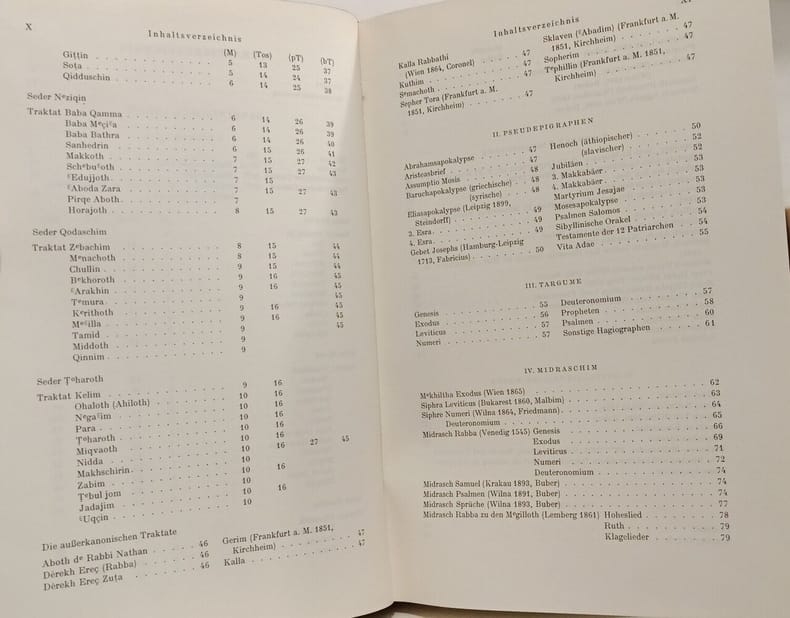 X
Inhaltsverzeichnis
(M) (Tos) (pT) (bT)
Giṭṭin . . . . . 5 13 25 37
Sota . . . . . 5 14 24 37
Qidduschin . . . . . 6 14 25 38
Seder Nᵉziqin
Traktat Baba Qamma . . . . . 6 14 26 39
Baba Mᵉçiʿa . . . . . 6 14 26 39
Baba Bathra . . . . . 6 14 26 40
Sanhedrin . . . . . 6 15 26 41
Makkoth . . . . . 7 15 27 42
Schᵉbuʿoth . . . . . 7 15 27 43
ʿEdujjoth . . . . . 7 15
ʿAboda Zara . . . . . 7 15 27 43
Pirqe Aboth . . . . . 7
Horajoth . . . . . 8 15 27 43
Seder Qodaschim
Traktat Zᵉbachim . . . . . 8 15 44
Mᵉnachoth . . . . . 8 15 44
Chullin . . . . . 9 15 44
Bᵉkhoroth . . . . . 9 16 45
ʿArakhin . . . . . 9 45
Tᵉmura . . . . . 9 45
Kᵉrithoth . . . . . 9 16 45
Mᵉʿilla . . . . . 9 16
Tamid . . . . . 9 45
Middoth . . . . . 9
Qinnim . . . . . 9
Seder Ṭᵉharoth
Traktat Kelim . . . . . 9 16
Ohaloth (Ahiloth) . . . . . 10 16
Nᵉgaʿim . . . . . 10 16
Para . . . . . 10 16
Ṭᵉharoth . . . . . 10 16
Miqvaoth . . . . . 10 16
Nidda . . . . . 10 16 27 45
Makhschirin . . . . . 10
Zabim . . . . . 10 16
Tᵉbul jom . . . . . 10
Jadajim . . . . . 10 16
ʿUqçin . . . . . 10
Die außerkanonischen Traktate
Aboth dᵉ Rabbi Nathan . . . . . 46
Dérekh Ereç (Rabba) . . . . . 46
Dérekh Ereç Zuṭa . . . . . 46
Gerim (Frankfurt a. M. 1851,
Kirchheim) . . . . . 47
Kalla . . . . . 47
Inhaltsverzeichnis
Kalla Rabbathi
(Wien 1864, Coronel) . . . . . 47
Kuthim . . . . . 47
Sᵉmachoth . . . . . 47
Sepher Tora (Frankfurt a. M.
1851, Kirchheim) . . . . . 47
Sklaven (ʿAbadim) (Frankfurt a. M.
1851, Kirchheim) . . . . . 47
Sopherim . . . . . 47
Tᵉphillin (Frankfurt a. M. 1851,
Kirchheim) . . . . . 47
II. PSEUDEPIGRAPHEN
Abrahamsapokalypse . . . . . 47
Aristeasbrief . . . . . 47
Assumptio Mosis . . . . . 48
Baruchapokalypse (griechische) . . . . . 48
(syrische) . . . . . 48
Eliasapokalypse (Leipzig 1899,
Steindorff) . . . . . 49
3. Esra . . . . . 49
4. Esra . . . . . 49
Gebet Josephs (Hamburg-Leipzig
1713, Fabricius) . . . . . 50
Henoch (äthiopischer) . . . . . 50
(slavischer) . . . . . 52
Jubiläen . . . . . 52
3. Makkabäer . . . . . 53
4. Makkabäer . . . . . 53
Martyrium Jesajae . . . . . 53
Mosesapokalypse . . . . . 53
Psalmen Salomos . . . . . 53
Sibyllinische Orakel . . . . . 54
Testamente der 12 Patriarchen . . . . . 54
Vita Adae . . . . . 55
III. TARGUME
Genesis . . . . . 55
Exodus . . . . . 56
Leviticus . . . . . 57
Numeri . . . . . 57
Deuteronomium . . . . . 57
Propheten . . . . . 58
Psalmen . . . . . 60
Sonstige Hagiographen . . . . . 61
IV. MIDRASCHIM
Mᵉkhiltha Exodus (Wien 1865) . . . . . 62
Siphra Leviticus (Bukarest 1860, Malbim) . . . . . 63
Siphre Numeri (Wilna 1864, Friedmann) . . . . . 64
Deuteronomium . . . . . 65
Midrasch Rabba (Venedig 1545) Genesis . . . . . 66
Exodus . . . . . 69
Leviticus . . . . . 71
Numeri . . . . . 72
Deuteronomium . . . . . 74
Midrasch Samuel (Krakau 1893, Buber) . . . . . 74
Midrasch Psalmen (Wilna 1891, Buber) . . . . . 74
Midrasch Sprüche (Wilna 1893, Buber) . . . . . 77
Midrasch Rabba zu den Mᵉgilloth (Lemberg 1861) Hoheslied . . . . . 78
Ruth . . . . . 79
Klagelieder . . . . . 79